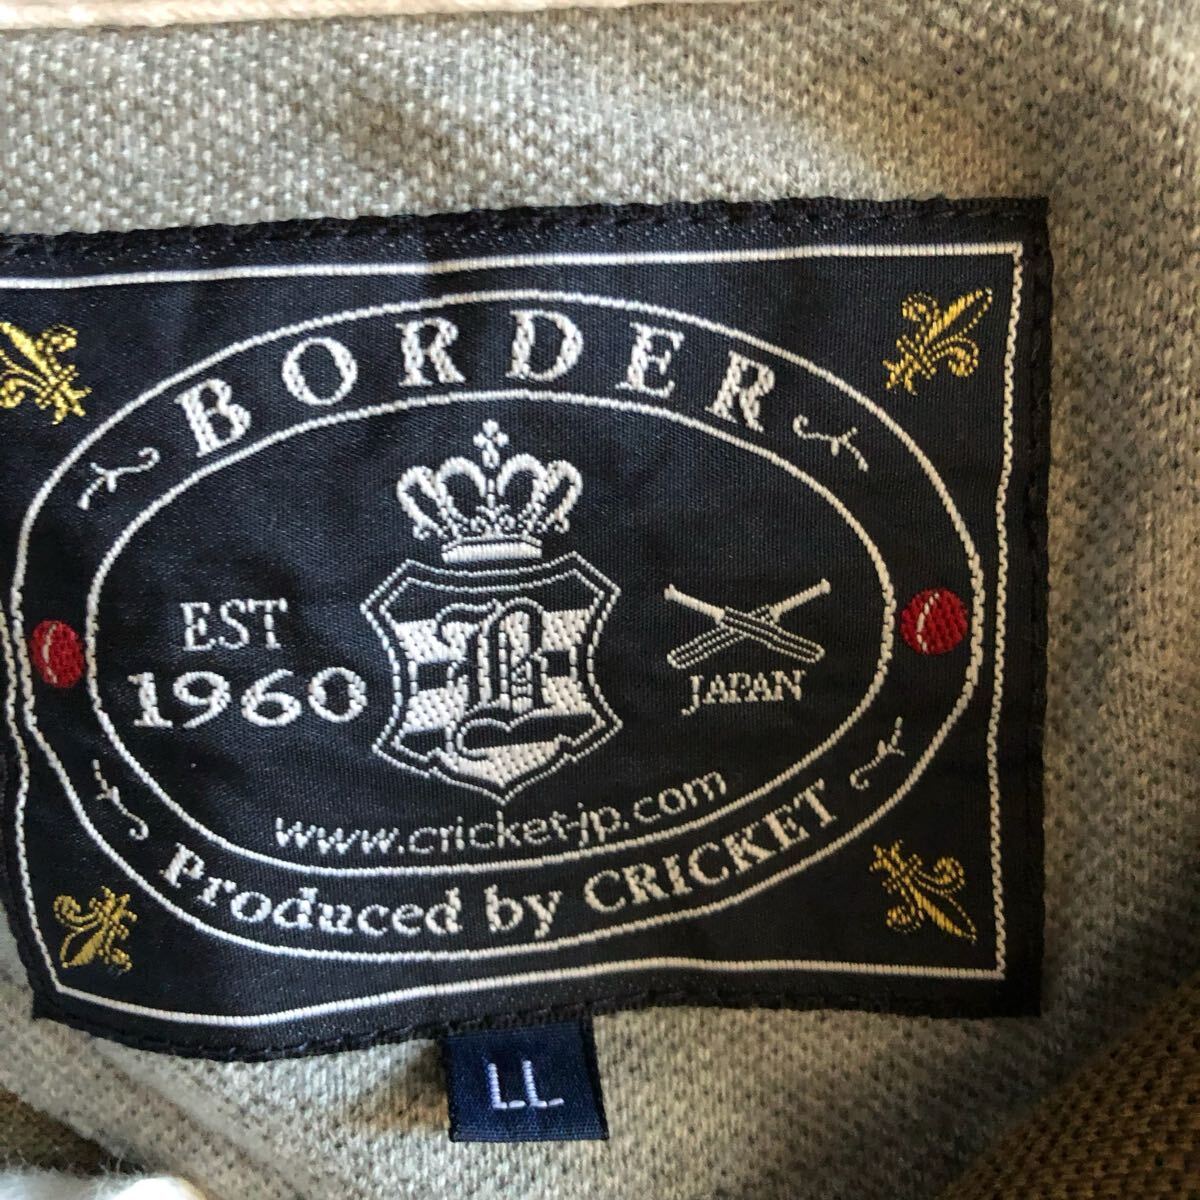 BORDER
EST
1960
B
JAPAN
www.cricket-jp.com
Produced by CRICKET
LL